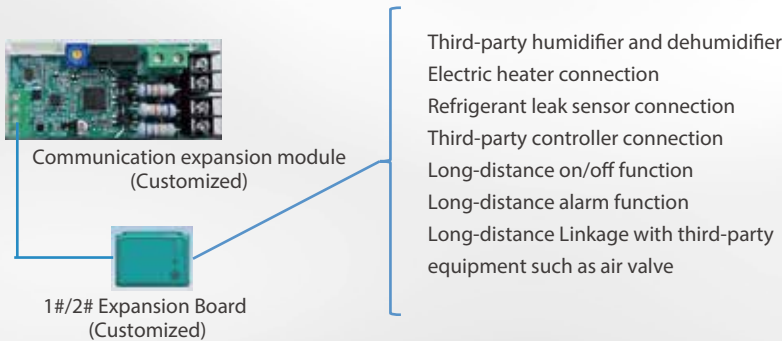 Communication expansion module
(Customized)
1#/2# Expansion Board
(Customized)
Third-party humidifier and dehumidifier
Electric heater connection
Refrigerant leak sensor connection
Third-party controller connection
Long-distance on/off function
Long-distance alarm function
Long-distance Linkage with third-party
equipment such as air valve